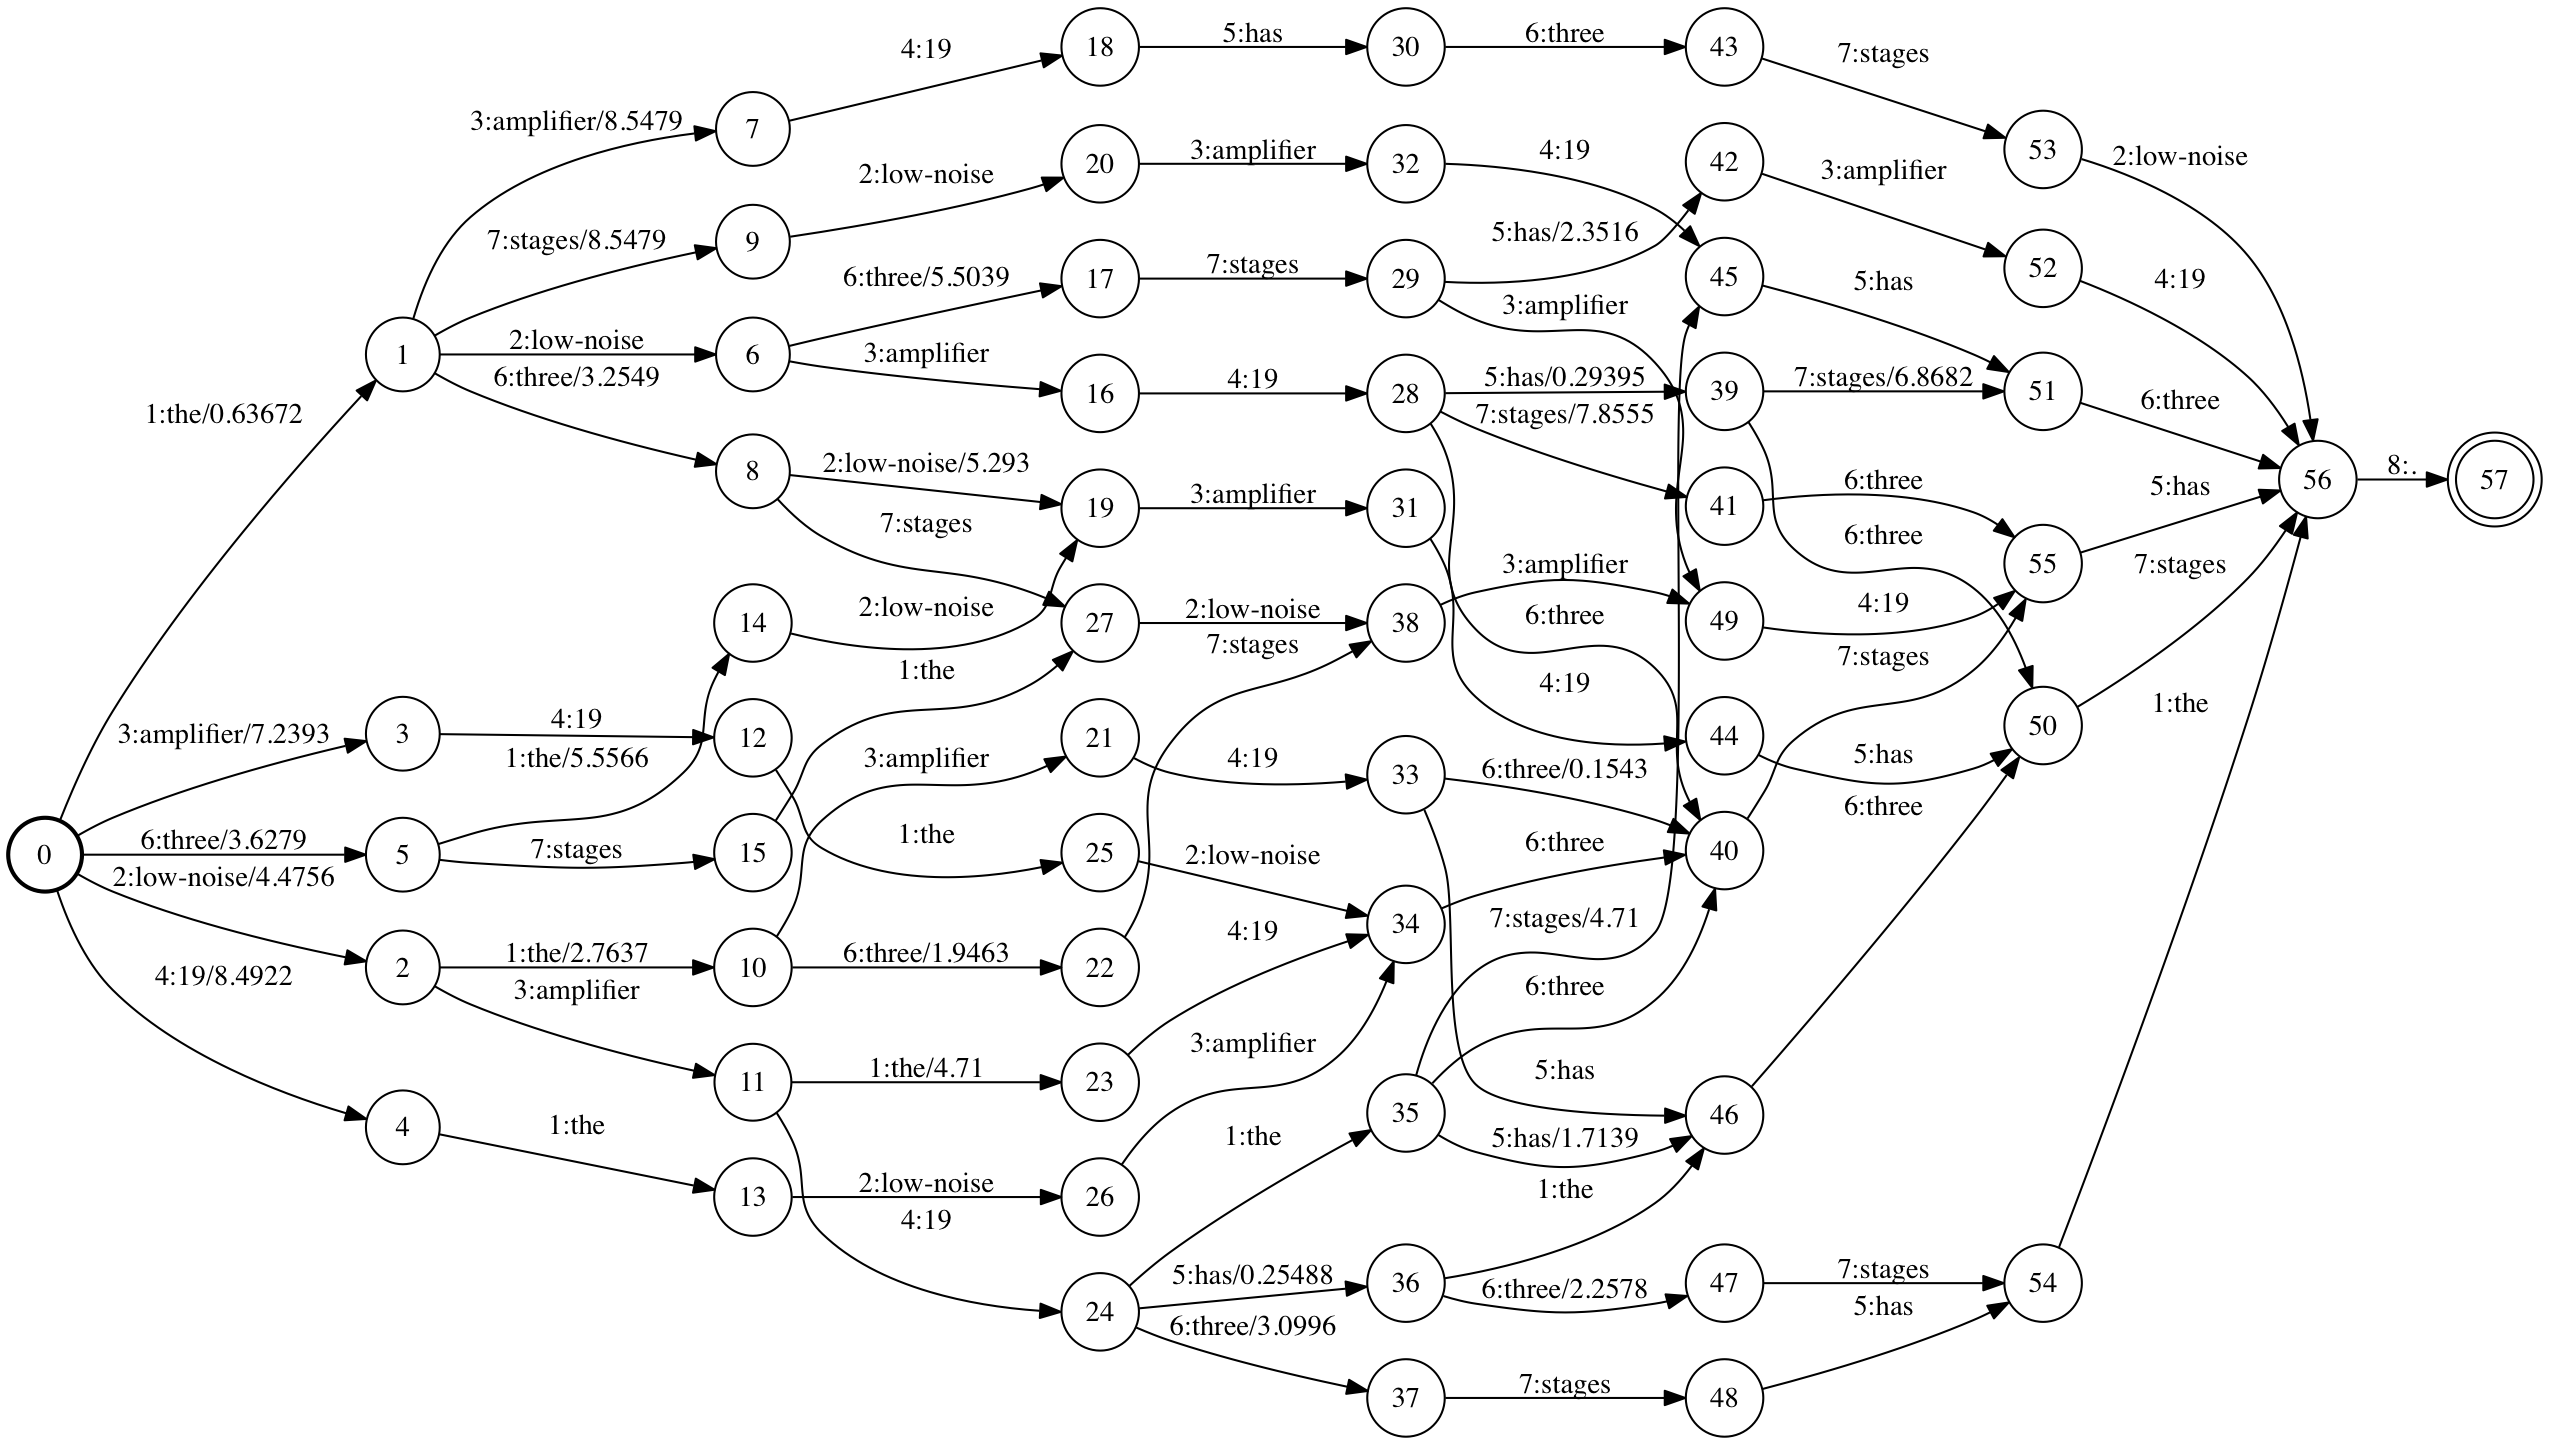 0
1:the/0.63672
3:amplifier/7.2393
6:three/3.6279
2:low-noise/4.4756
4:19/8.4922
1
3
5
2
4
3:amplifier/8.5479
7:stages/8.5479
2:low-noise
6:three/3.2549
4:19
1:the/5.5566
7:stages
1:the/2.7637
3:amplifier
1:the
7
9
6
8
14
12
15
10
11
13
4:19
2:low-noise
6:three/5.5039
3:amplifier
2:low-noise/5.293
7:stages
2:low-noise
1:the
3:amplifier
1:the
6:three/1.9463
1:the/4.71
2:low-noise
4:19
18
20
17
16
19
27
21
25
22
23
26
24
5:has
3:amplifier
7:stages
4:19
3:amplifier
2:low-noise
7:stages
4:19
2:low-noise
4:19
3:amplifier
1:the
5:has/0.25488
6:three/3.0996
30
32
29
28
31
38
33
34
35
36
37
6:three
4:19
5:has/2.3516
3:amplifier
5:has/0.29395
7:stages/7.8555
3:amplifier
6:three
4:19
6:three/0.1543
6:three
7:stages/4.71
6:three
5:has
5:has/1.7139
1:the
6:three/2.2578
7:stages
43
42
45
39
41
49
44
40
46
47
48
7:stages
3:amplifier
5:has
7:stages/6.8682
6:three
6:three
4:19
7:stages
5:has
6:three
7:stages
5:has
53
52
51
55
50
54
2:low-noise
4:19
6:three
5:has
7:stages
1:the
56
8:.
57